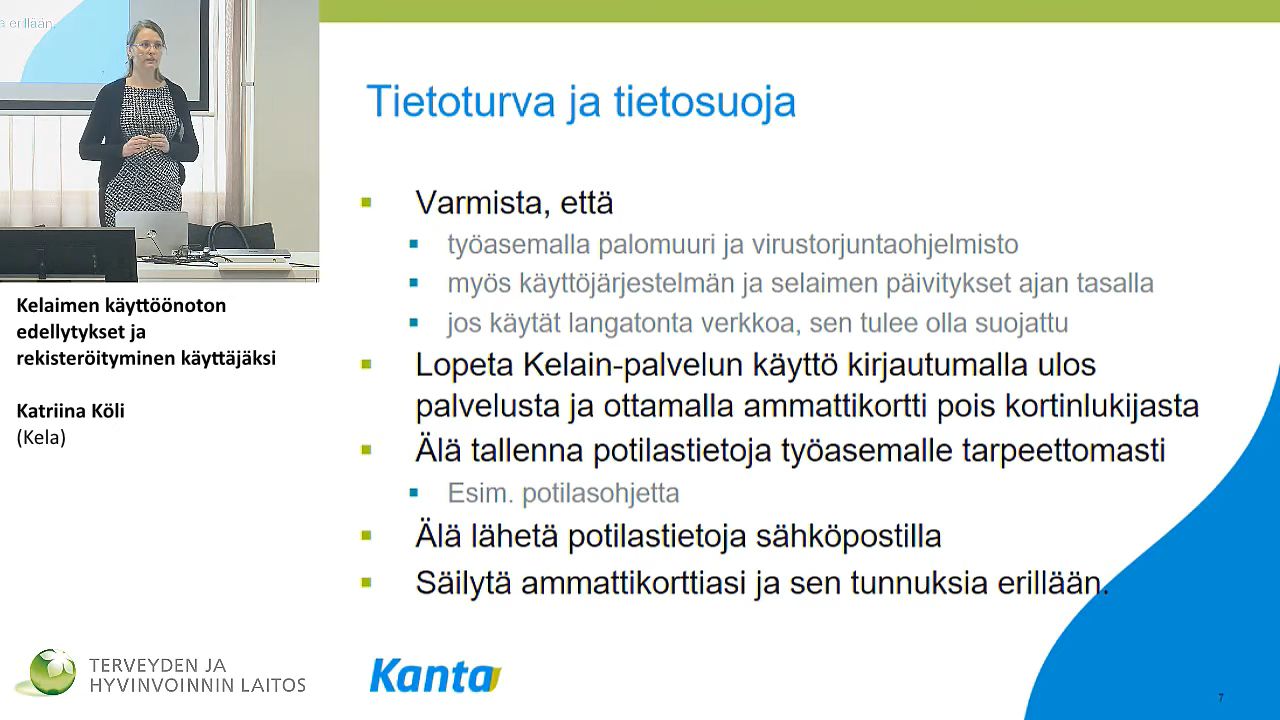 a erillään.
Kelaimen käyttöönoton
edellytykset ja
rekisteröityminen käyttäjäksi
Katriina Köli
(Kela)
TERVEYDEN JA
HYVINVOINNIN LAITOS
Tietoturva ja tietosuoja
Varmista, että
työasemalla palomuuri ja virustorjuntaohjelmisto
myös käyttöjärjestelmän ja selaimen päivitykset ajan tasalla
jos käytät langatonta verkkoa, sen tulee olla suojattu
Lopeta Kelain-palvelun käyttö kirjautumalla ulos
palvelusta ja ottamalla ammattikortti pois kortinlukijasta
Älä tallenna potilastietoja työasemalle tarpeettomasti
Esim. potilasohjetta
Älä lähetä potilastietoja sähköpostilla
Säilytä ammattikorttiasi ja sen tunnuksia erillään.
Kanta
7